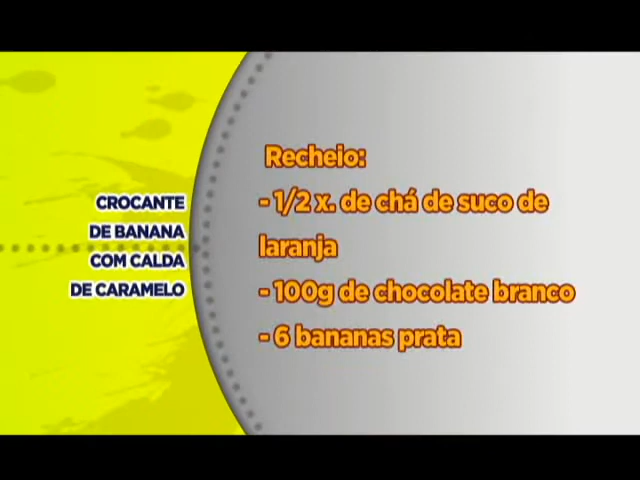 CROCANTE
DE BANANA
COM CALDA
DE CARAMELO
Recheio:
- 1/2 x. de chá de suco de
laranja
- 100g de chocolate branco
- 6 bananas prata